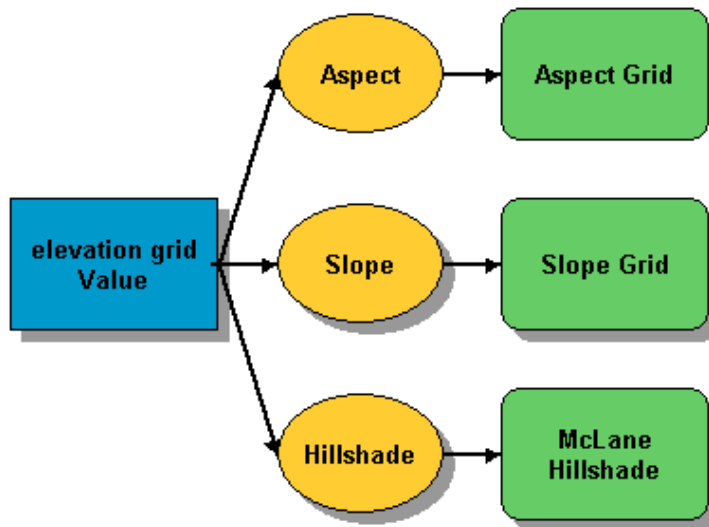 Aspect
Aspect Grid
elevation grid
Value
Slope
Slope Grid
Hillshade
McLane
Hillshade